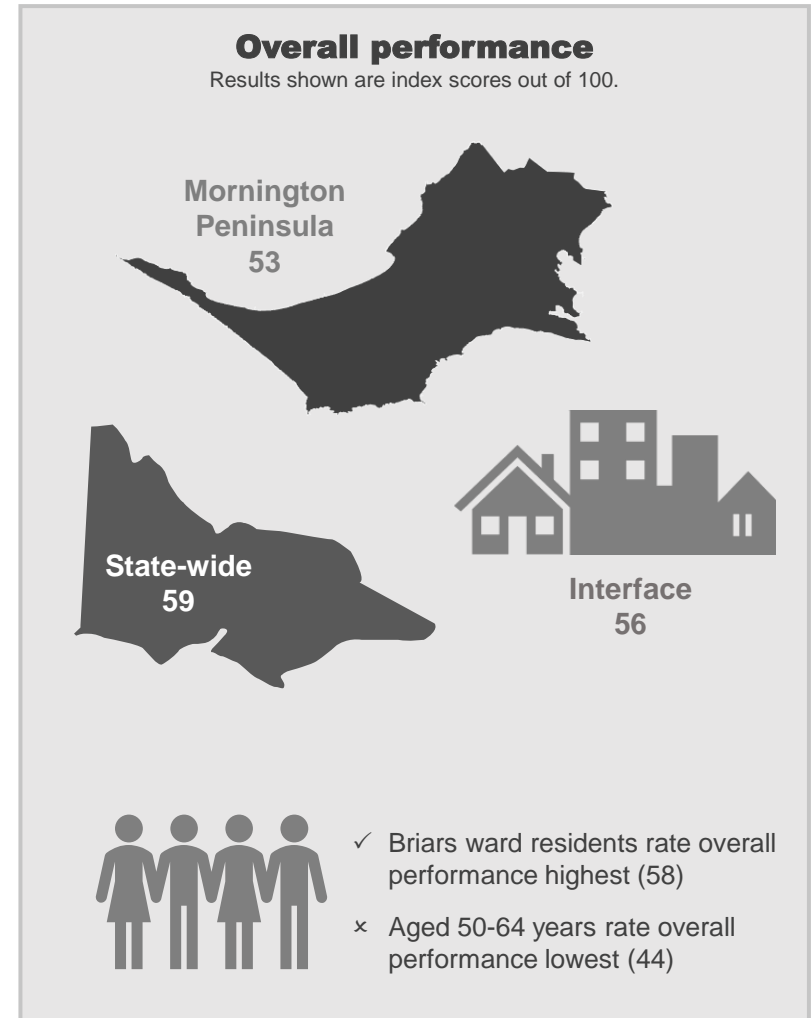 Overall performance
Results shown are index scores out of 100.
Mornington
Peninsula
53
State-wide
59
Interface
56
✓ Briars ward residents rate overall
performance highest (58)
× Aged 50-64 years rate overall
performance lowest (44)